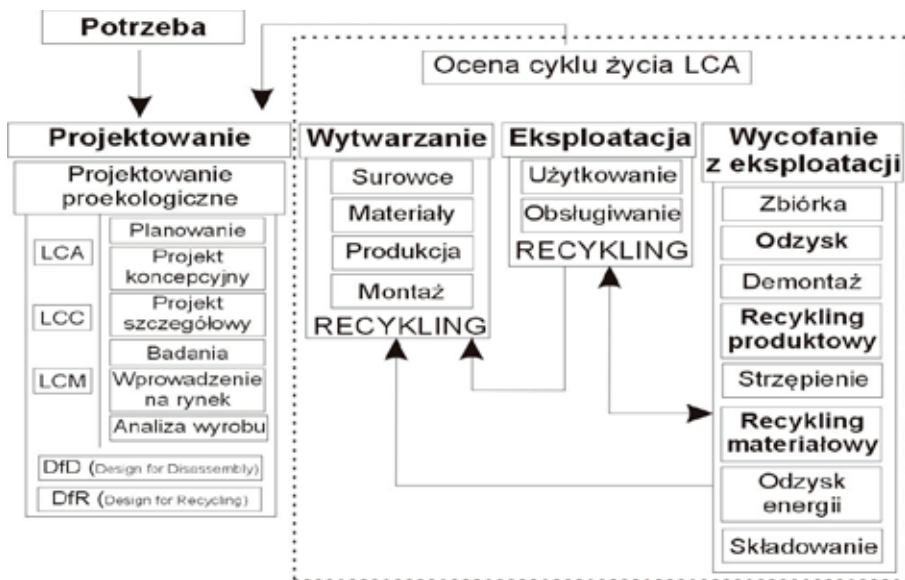 Potrzeba
Ocena cyklu życia LCA
Projektowanie
Projektowanie
proekologiczne
LCA
LCC
LCM
Planowanie
Projekt
koncepcyjny
Projekt
szczegółowy
Badania
Wprowadzenie
na rynek
Analiza wyrobu
DfD (Design for Disassembly)
DfR (Design for Recycling)
Wytwarzanie
Surowce
Materiały
Produkcja
Montaż
RECYKLING
Eksploatacja
Użytkowanie
Obsługiwanie
RECYKLING
Wycofanie
z eksploatacji
Zbiórka
Odzysk
Demontaż
Recykling
produktowy
Strzępienie
Recykling
materiałowy
Odzysk
energii
Składowanie